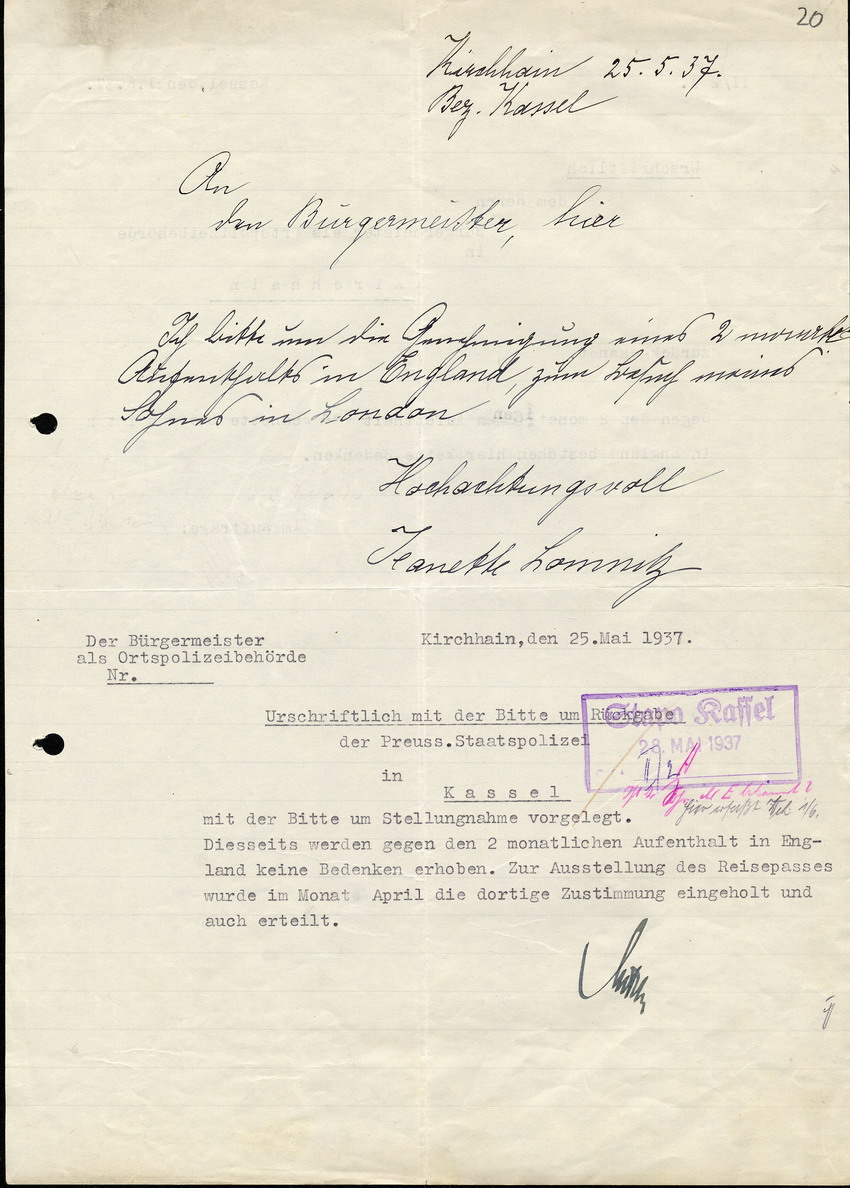 20
Kirchhain 25.5.37.
Bez. Kassel
An
den Bürgermeister, hier
Ich bitte um die Genehmigung eines 2 monatl.
Aufenthalts in England, zum Besuch meines
Sohnes in London
Hochachtungsvoll
Jeanette Lomnitz
Der Bürgermeister
als Ortspolizeibehörde
Nr.
Kirchhain, den 25.Mai 1937.
Urschriftlich mit der Bitte um Rückgabe
Stapo Kassel
der Preuss.Staatspolizei
28. MAI 1937
in
II/2
Kassel
mit der Bitte um Stellungnahme vorgelegt.
Diesseits werden gegen den 2 monatlichen Aufenthalt in Eng-
land keine Bedenken erhoben. Zur Ausstellung des Reisepasses
wurde im Monat April die dortige Zustimmung eingeholt und
auch erteilt.